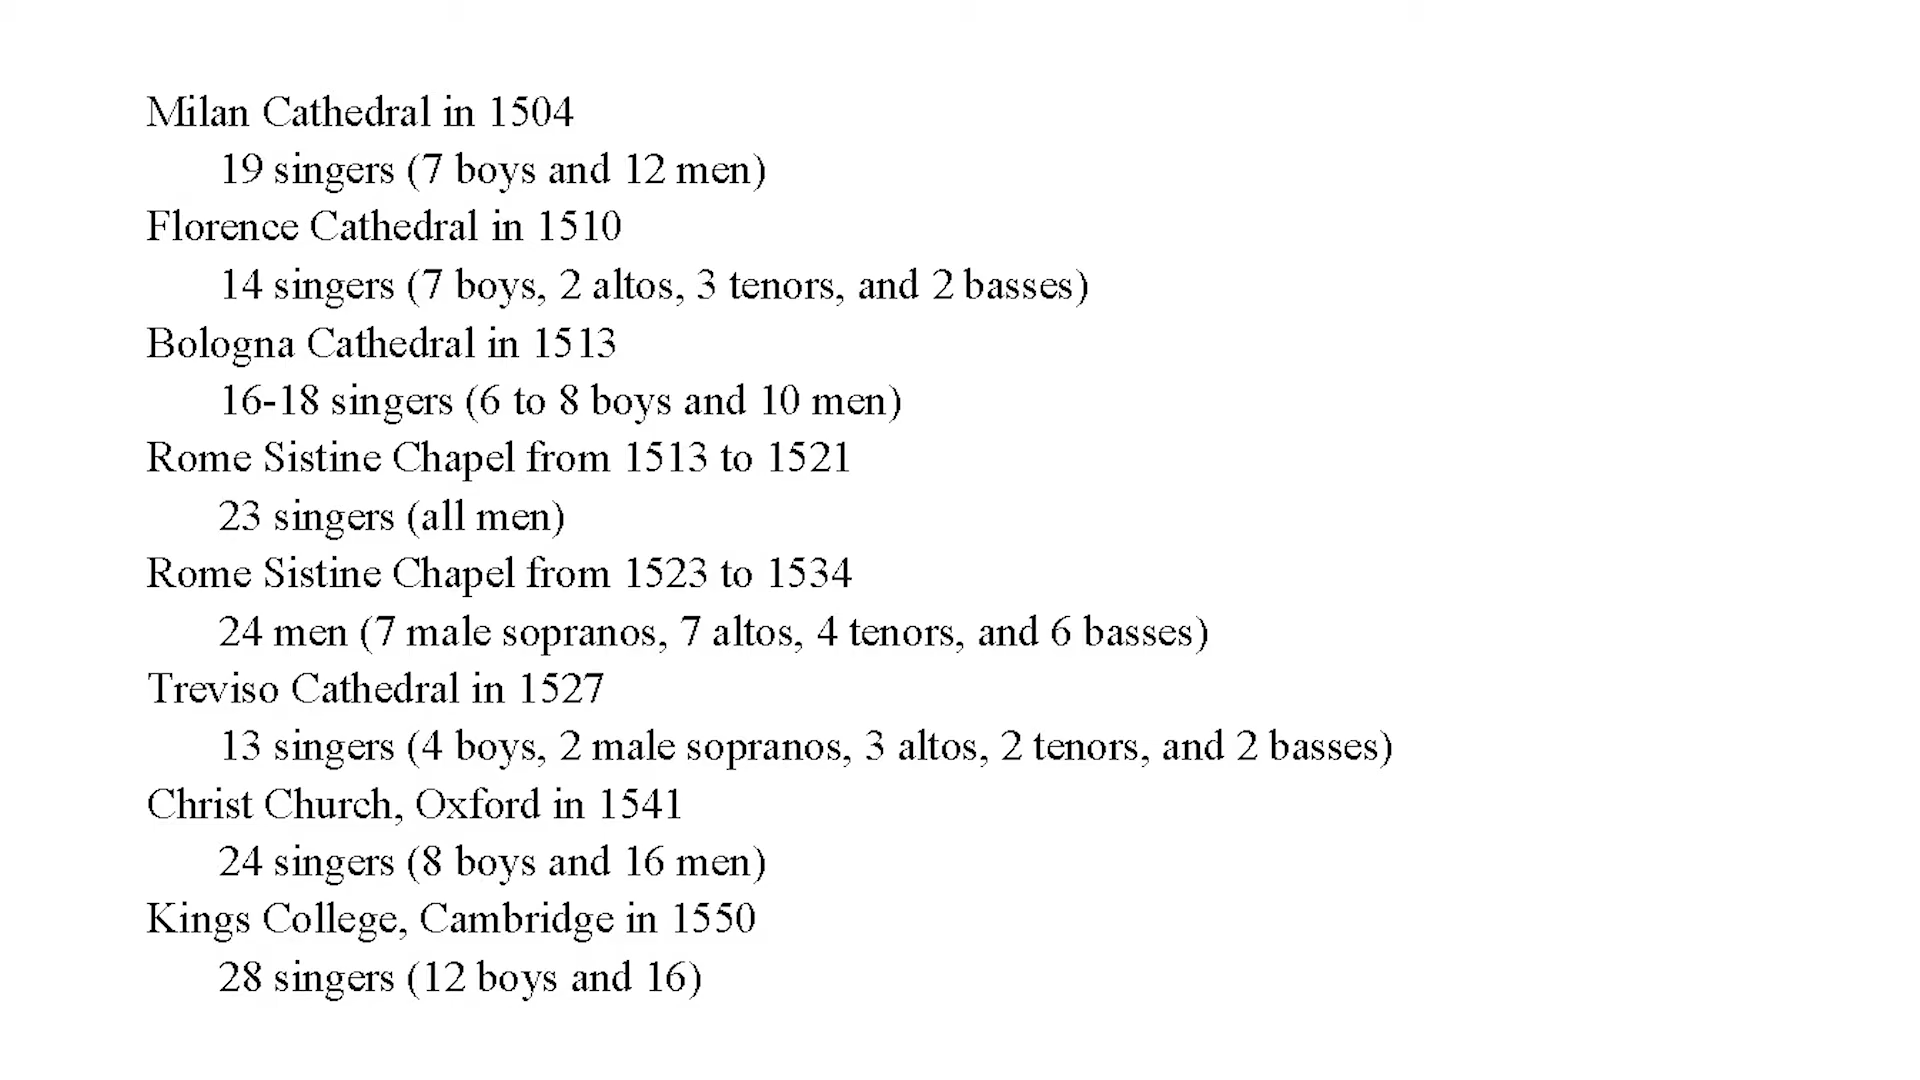 Milan Cathedral in 1504
19 singers (7 boys and 12 men)
Florence Cathedral in 1510
14 singers (7 boys, 2 altos, 3 tenors, and 2 basses)
Bologna Cathedral in 1513
16-18 singers (6 to 8 boys and 10 men)
Rome Sistine Chapel from 1513 to 1521
23 singers (all men)
Rome Sistine Chapel from 1523 to 1534
24 men (7 male sopranos, 7 altos, 4 tenors, and 6 basses)
Treviso Cathedral in 1527
13 singers (4 boys, 2 male sopranos, 3 altos, 2 tenors, and 2 basses)
Christ Church, Oxford in 1541
24 singers (8 boys and 16 men)
Kings College, Cambridge in 1550
28 singers (12 boys and 16)